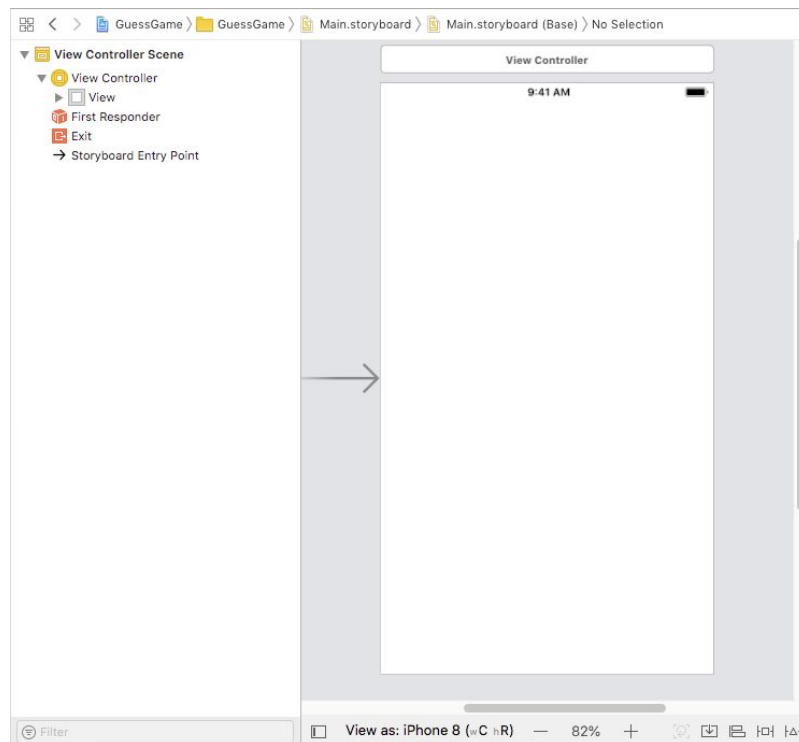 GuessGame 〉 GuessGame 〉 Main.storyboard 〉 Main.storyboard (Base) 〉 No Selection
View Controller Scene
View Controller
View
First Responder
Exit
Storyboard Entry Point
View Controller
9:41 AM
Filter
View as: iPhone 8 (wC hR) — 82% +